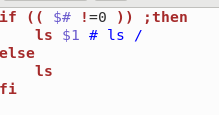 if (( $# !=0 )) ;then
    ls $1 # ls /
else
    ls
fi